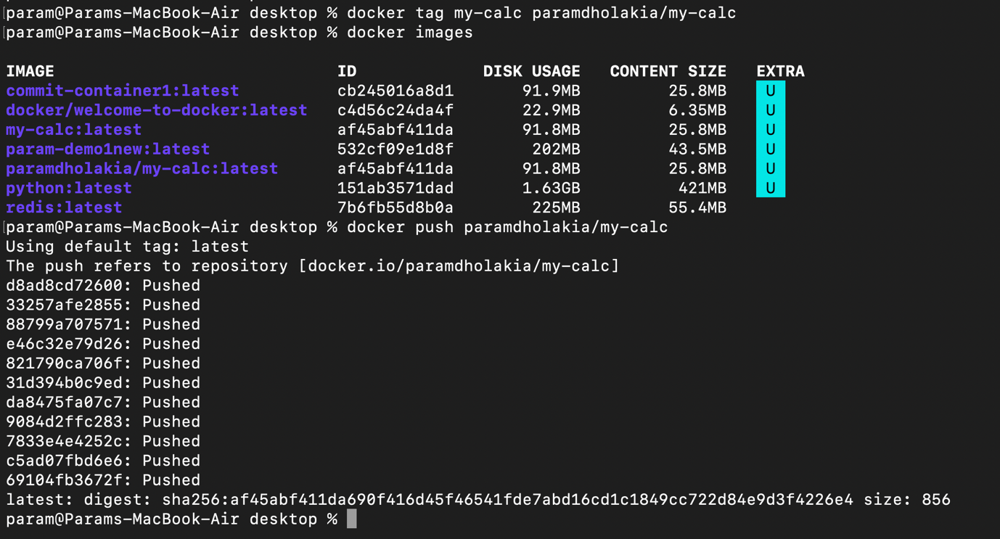 param@Params-MacBook-Air desktop % docker tag my-calc paramdholakia/my-calc
param@Params-MacBook-Air desktop % docker images
IMAGE ID DISK USAGE CONTENT SIZE EXTRA
commit-container1:latest cb245016a8d1 91.9MB 25.8MB U
docker/welcome-to-docker:latest c4d56c24da4f 22.9MB 6.35MB U
my-calc:latest af45abf411da 91.8MB 25.8MB U
param-demo1new:latest 532cf09e1d8f 202MB 43.5MB U
paramdholakia/my-calc:latest af45abf411da 91.8MB 25.8MB U
python:latest 151ab3571dad 1.63GB 421MB U
redis:latest 7b6fb55d8b0a 225MB 55.4MB
param@Params-MacBook-Air desktop % docker push paramdholakia/my-calc
Using default tag: latest
The push refers to repository [docker.io/paramdholakia/my-calc]
d8ad8cd72600: Pushed
33257afe2855: Pushed
88799a707571: Pushed
e46c32e79d26: Pushed
821790ca706f: Pushed
31d394b0c9ed: Pushed
da8475fa07c7: Pushed
9084d2ffc283: Pushed
7833e4e4252c: Pushed
c5ad07fbd6e6: Pushed
69104fb3672f: Pushed
latest: digest: sha256:af45abf411da690f416d45f46541fde7abd16cd1c1849cc722d84e9d3f4226e4 size: 856
param@Params-MacBook-Air desktop %